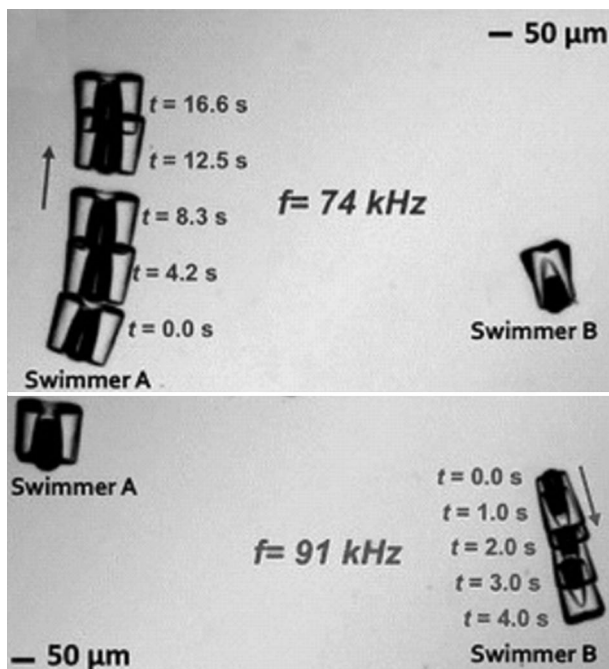 50 μm
t = 16.6 s
t = 12.5 s
t = 8.3 s
f= 74 kHz
t = 4.2 s
t = 0.0 s
Swimmer B
Swimmer A
Swimmer A
t = 0.0 s
t = 1.0 s
f= 91 kHz
t = 2.0 s
t = 3.0 s
t = 4.0 s
50 μm
Swimmer B